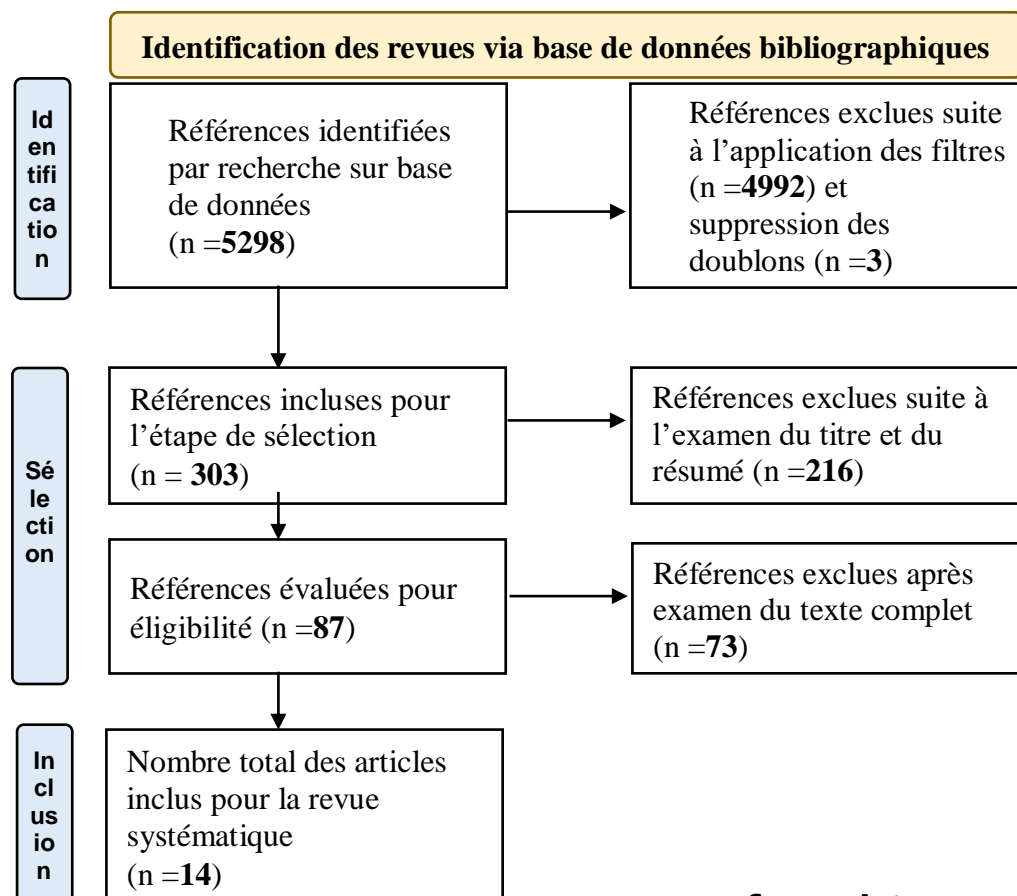 Identification des revues via base de données bibliographiques
Id
en
tifi
ca
tio
n
Références identifiées
par recherche sur base
de données
(n =5298)
Références exclues suite
à l’application des filtres
(n =4992) et
suppression des
doublons (n =3)
Sé
le
cti
on
Références incluses pour
l’étape de sélection
(n = 303)
Références exclues suite à
l’examen du titre et du
résumé (n =216)
Références évaluées pour
éligibilité (n =87)
Références exclues après
examen du texte complet
(n =73)
In
cl
us
io
n
Nombre total des articles
inclus pour la revue
systématique
(n =14)